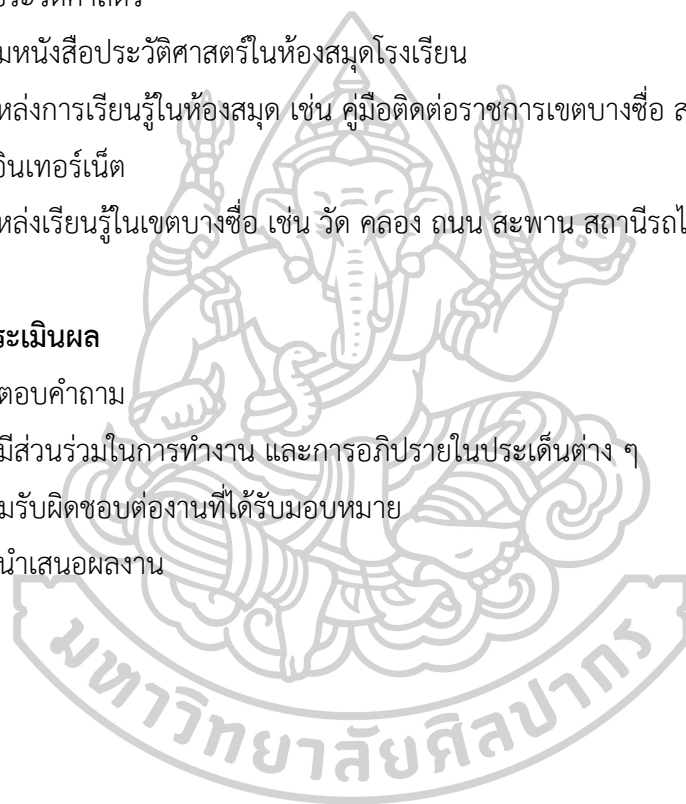 มหนังสือประวัติศาสตร์ในห้องสมุดโรงเรียน
หล่งการเรียนรู้ในห้องสมุด เช่น คู่มือติดต่อราชการเขตบางซื่อ
อินเทอร์เน็ต
หล่งเรียนรู้ในเขตบางซื่อ เช่น วัด คลอง ถนน สะพาน สถานีรถ
ระเมินผล
ตอบคำถาม
มีส่วนร่วมในการทำงาน และการอภิปรายในประเด็นต่าง ๆ
มรับผิดชอบต่องานที่ได้รับมอบหมาย
นำเสนอผลงาน
มหาวิทยาลัยศิลปากร